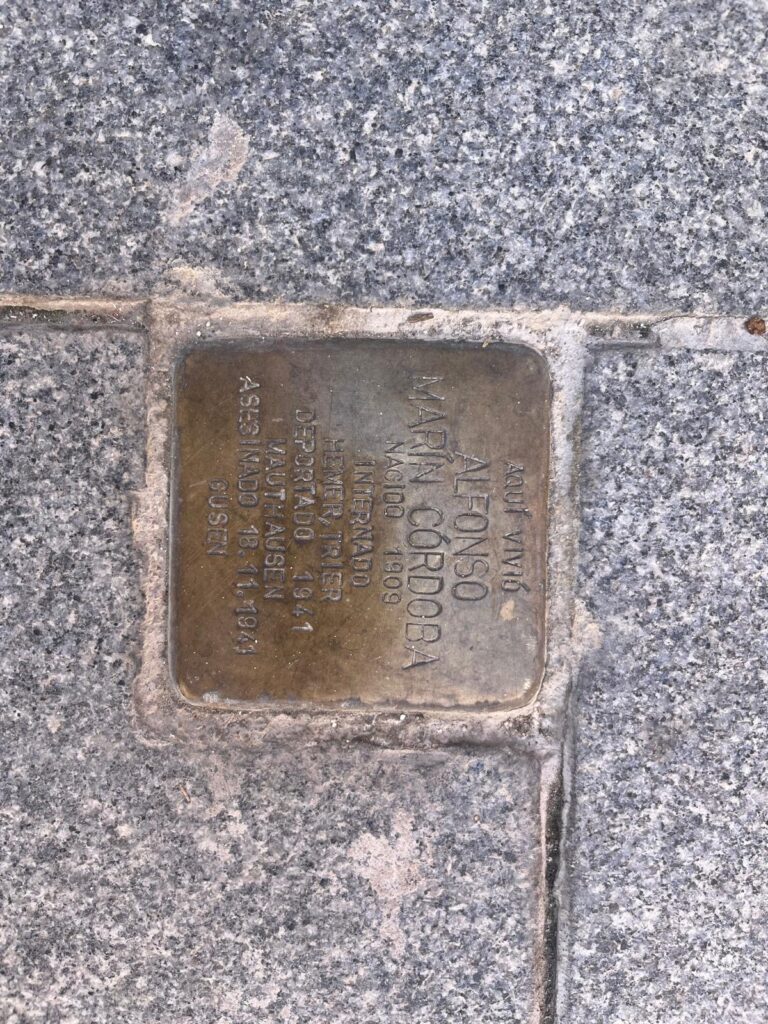 AQUÍ VIVIÓ
ALFONSO
MARÍN CÓRDOBA
NACIDO 1909
INTERNADO
HEMER, TRIER
DEPORTADO 1941
MAUTHAUSEN
ASESINADO 18.11.1941
GUSEN